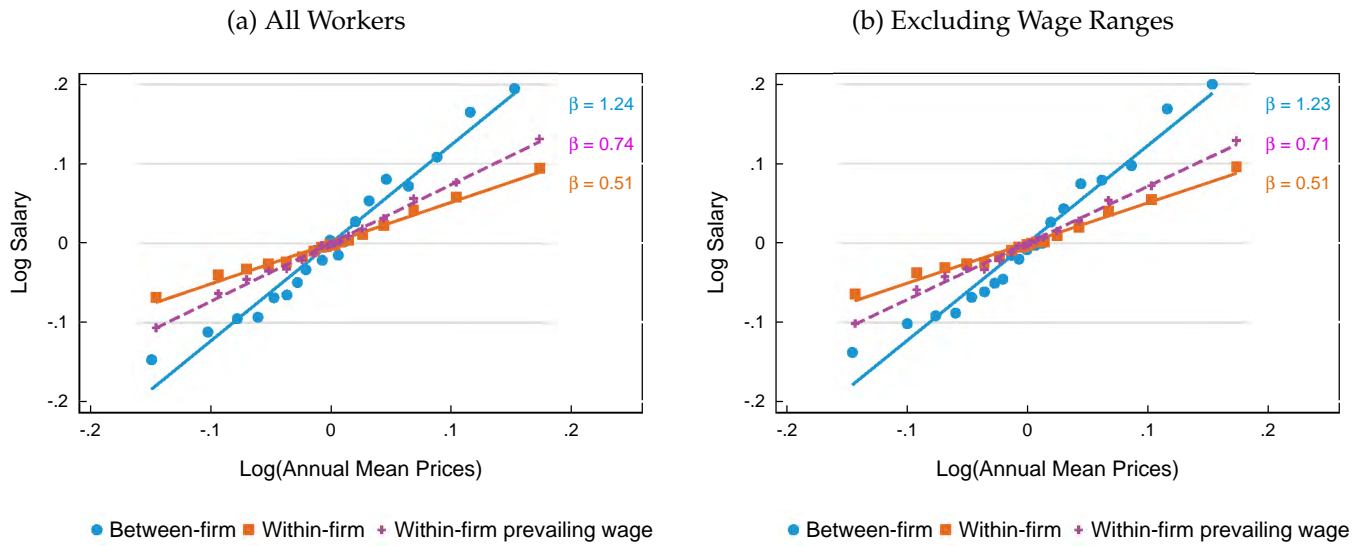 (a) All Workers
.2
.1
0
-.1
-.2
Log Salary
β = 1.24
β = 0.74
β = 0.51
-.2 -.1 0 .1 .2
Log(Annual Mean Prices)
Between-firm Within-firm Within-firm prevailing wage
(b) Excluding Wage Ranges
.2
.1
0
-.1
-.2
Log Salary
β = 1.23
β = 0.71
β = 0.51
-.2 -.1 0 .1 .2
Log(Annual Mean Prices)
Between-firm Within-firm Within-firm prevailing wage